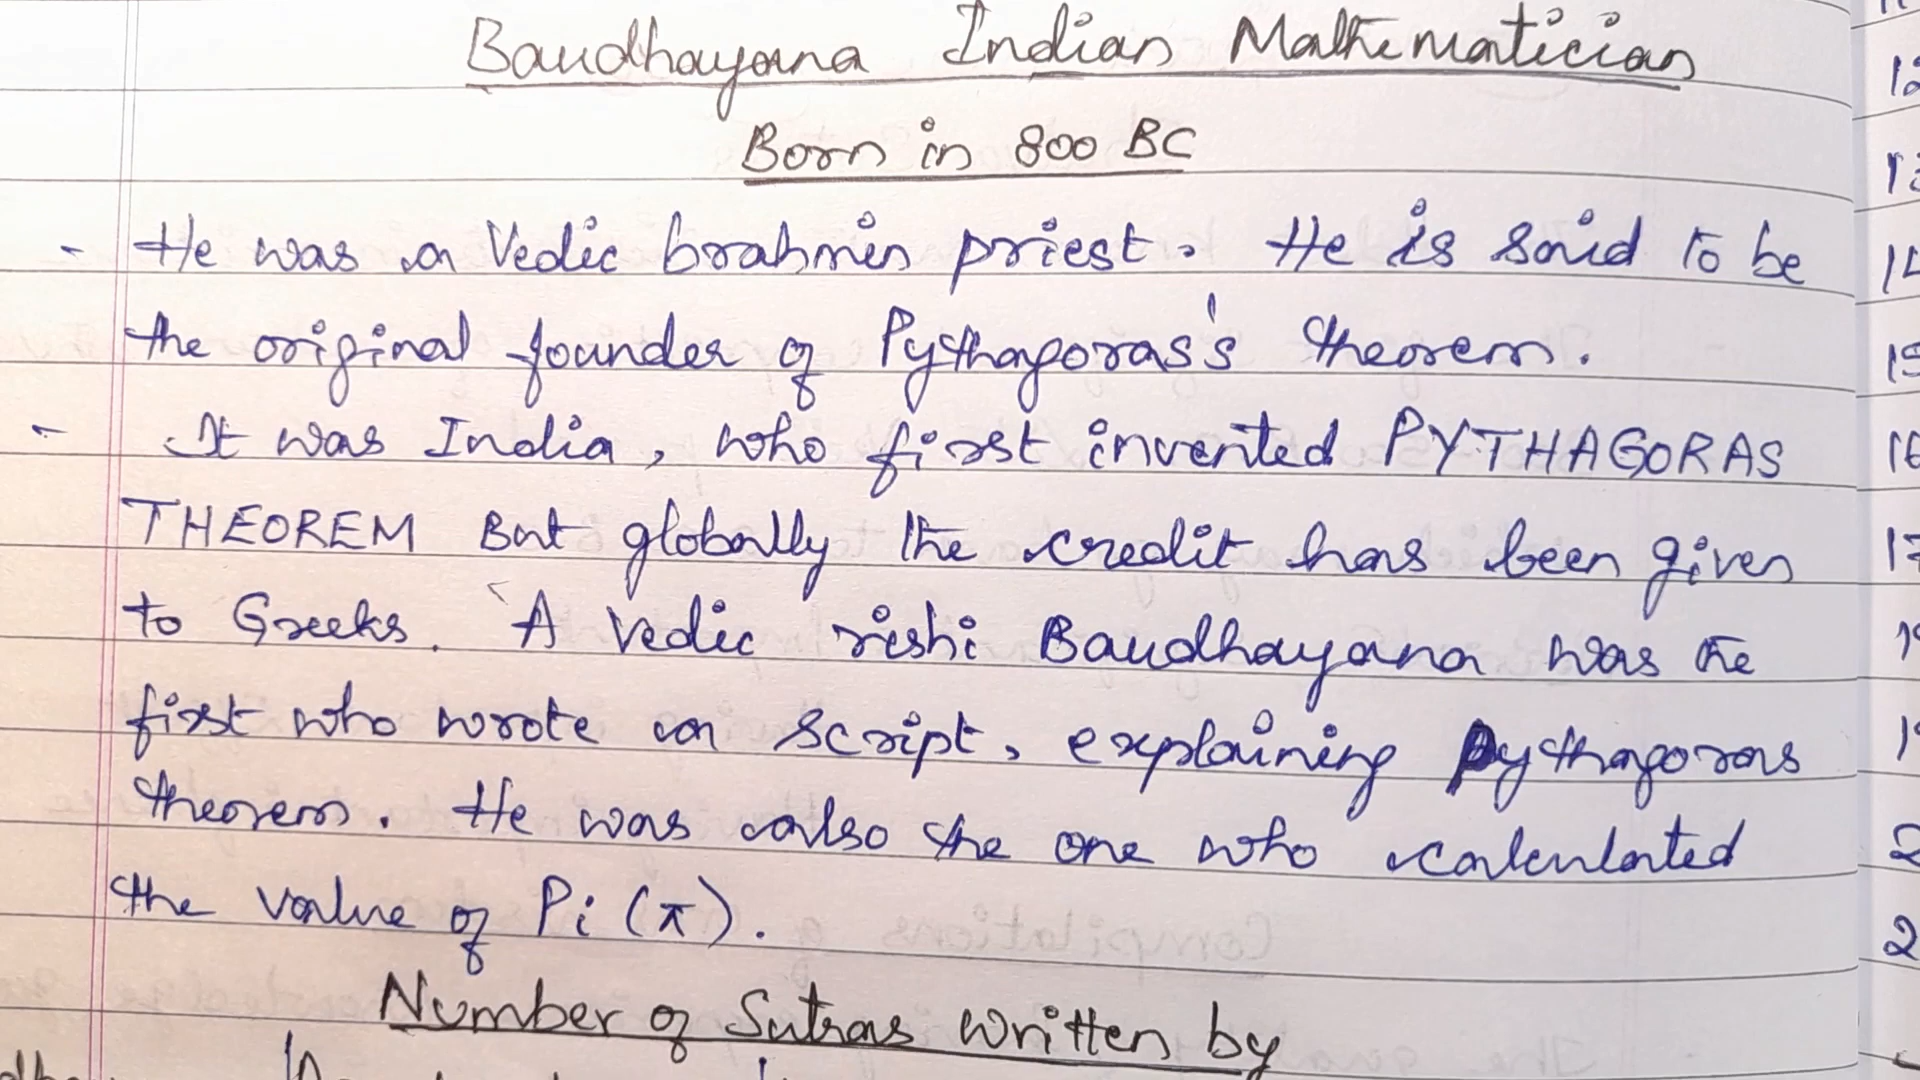 Baudhayana Indian Mathematician
Born in 800 BC
- He was a Vedic brahmin priest. He is said to be
the original founder of Pythagoras's theorem.
- It was India, who first invented PYTHAGORAS
THEOREM But globally the credit has been given
to Greeks. A Vedic rishi Baudhayana was the
first who wrote a script, explaining Pythagoras
theorem. He was also the one who calculated
the value of Pi (π).
Number of Sutras written by